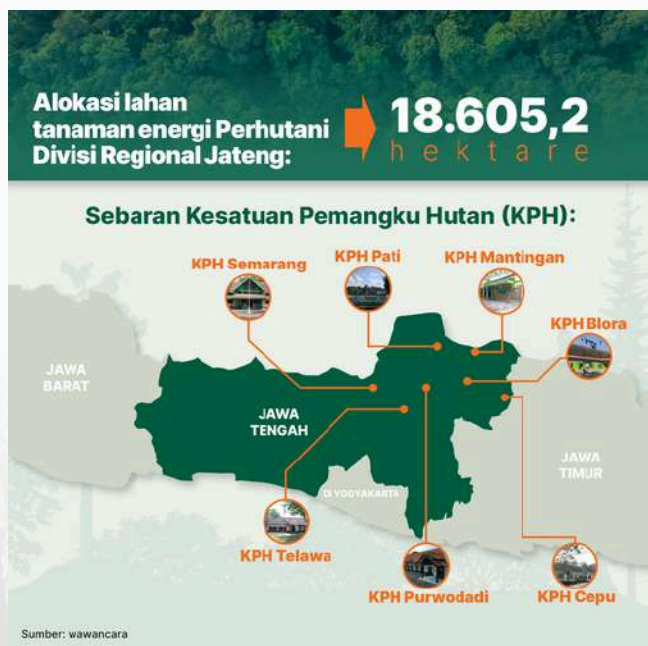 Alokasi lahan
tanaman energi Perhutani
Divisi Regional Jateng:
18.605,2
hektare
Sebaran Kesatuan Pemangku Hutan (KPH):
KPH Semarang
KPH Pati
KPH Mantingan
KPH Blora
JAWA
BARAT
JAWA
TENGAH
JAWA
TIMUR
DI YOGYAKARTA
KPH Telawa
KPH Purwodadi
KPH Cepu
Sumber: wawancara